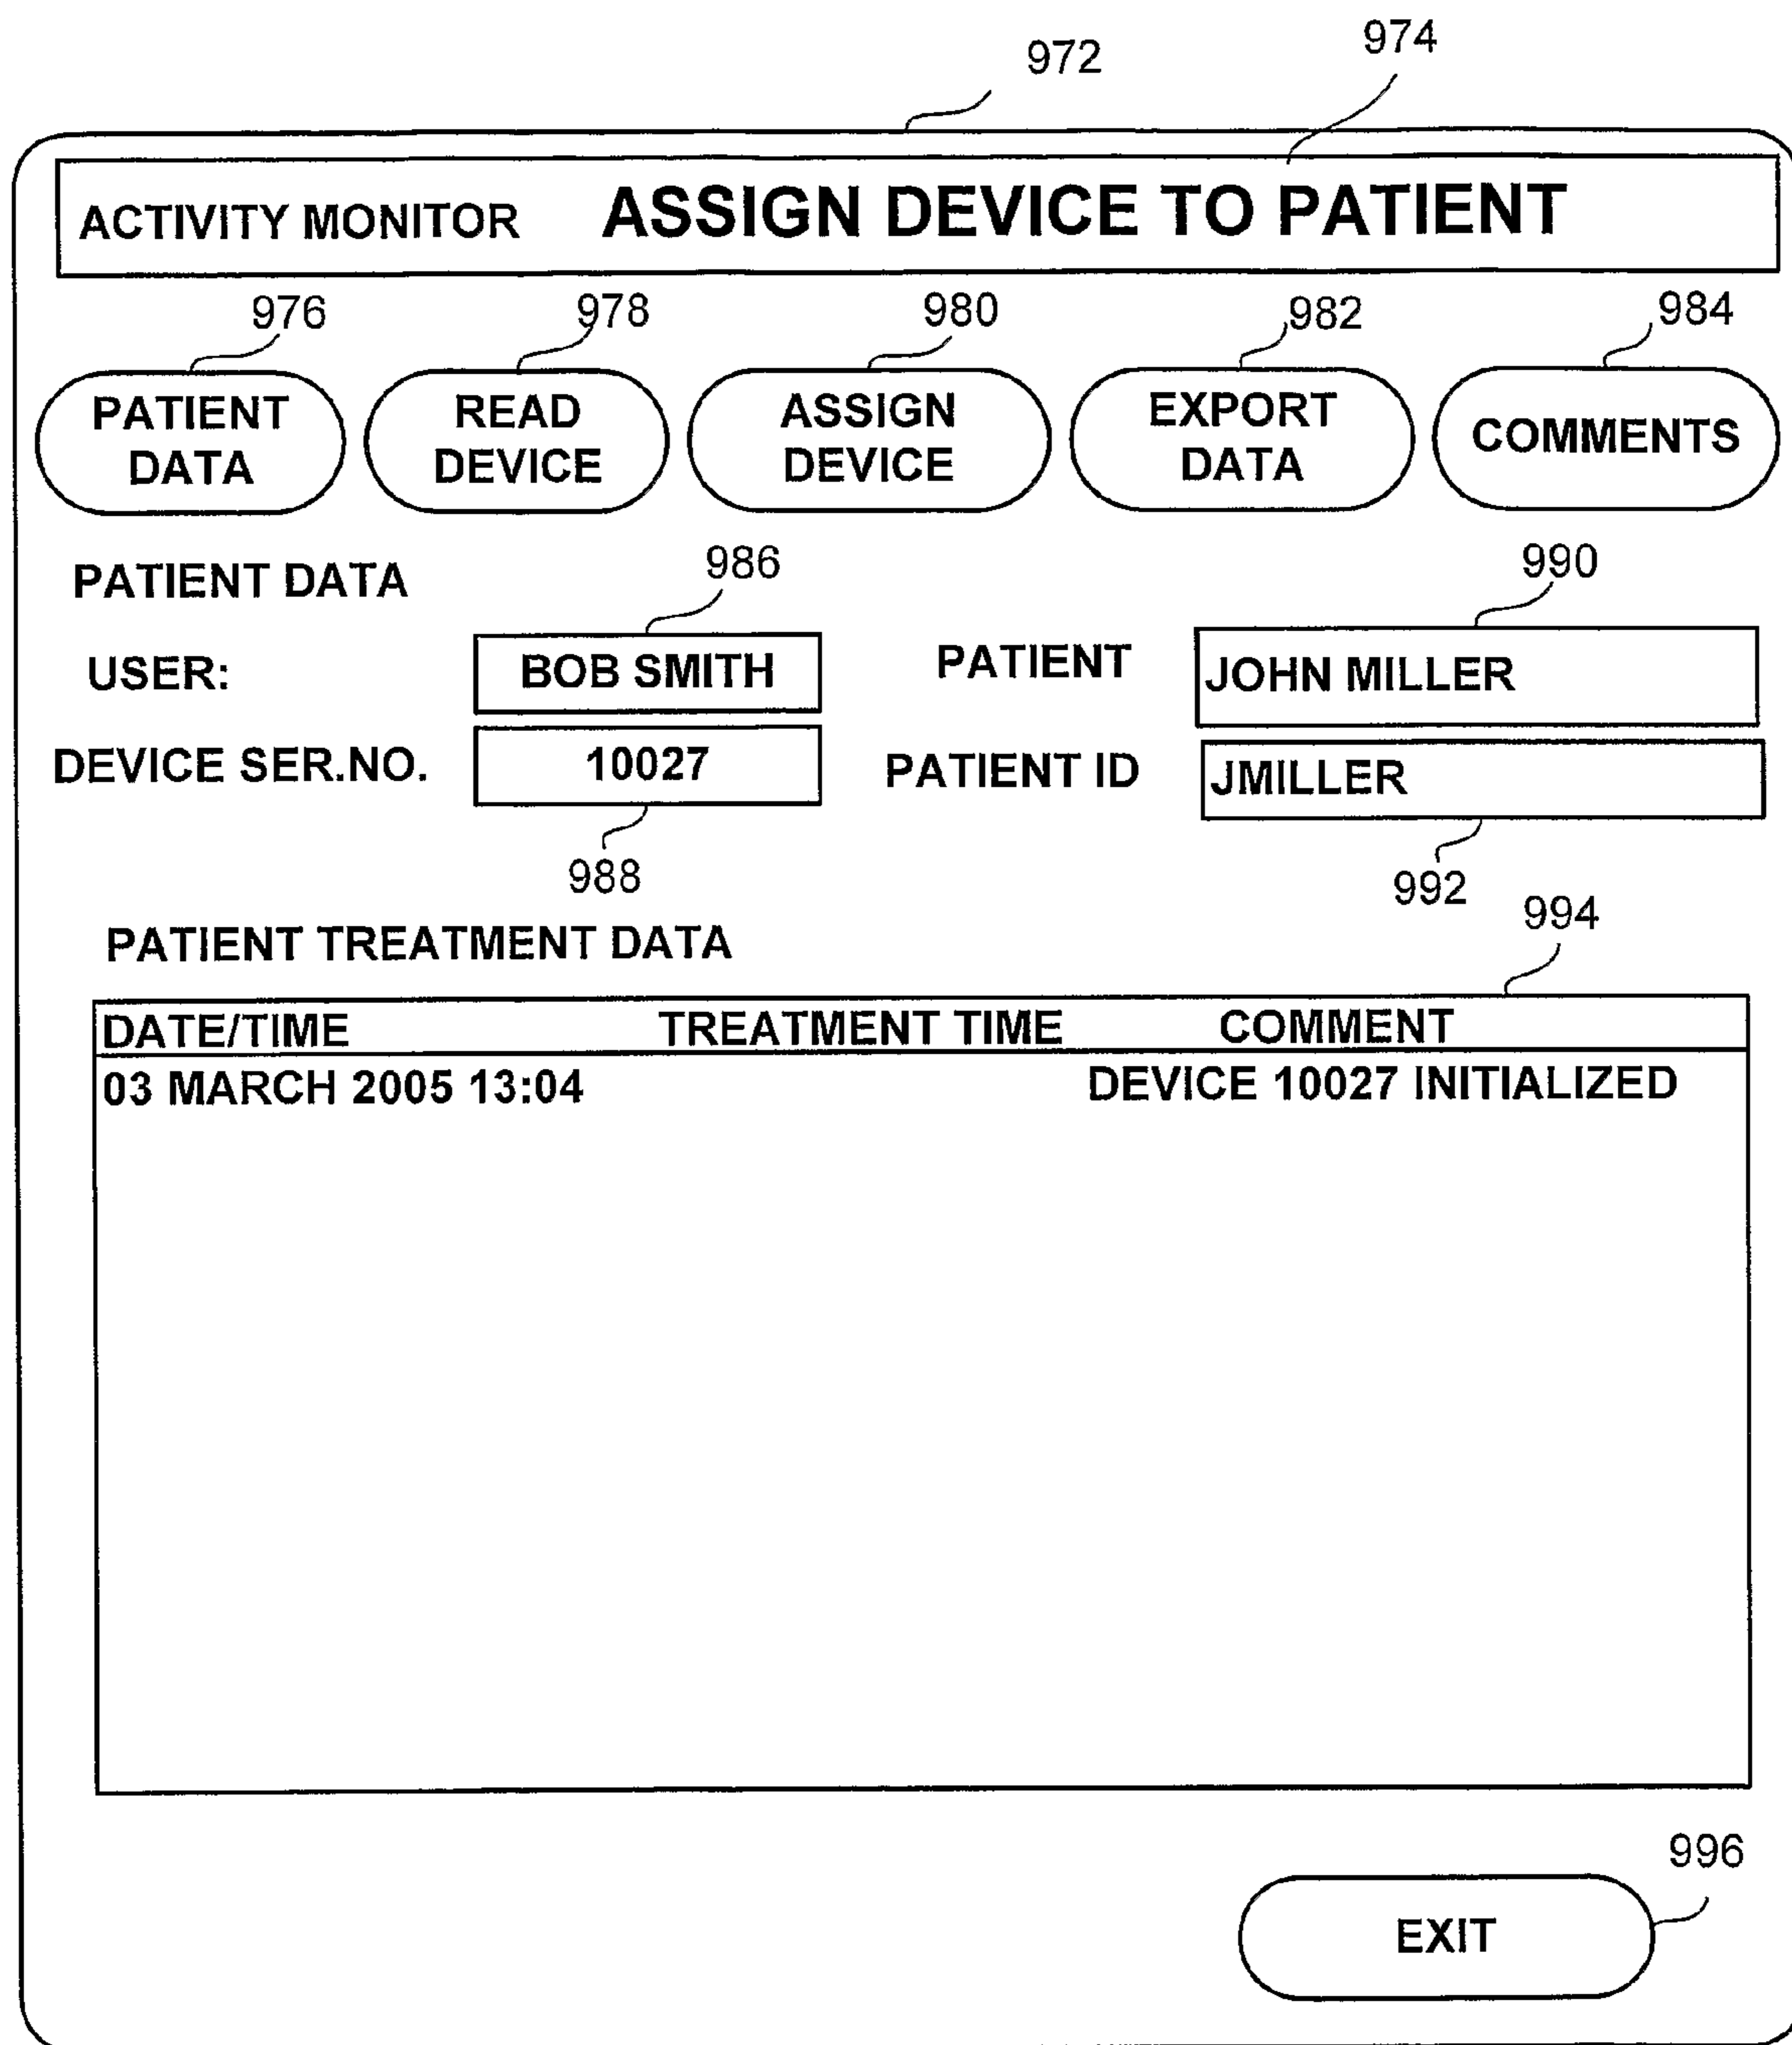 972
974
ACTIVITY MONITOR ASSIGN DEVICE TO PATIENT
976 978 980 982 984
PATIENT DATA
READ DEVICE
ASSIGN DEVICE
EXPORT DATA
COMMENTS
PATIENT DATA
986
990
USER: BOB SMITH PATIENT JOHN MILLER
DEVICE SER.NO. 10027 PATIENT ID JMILLER
988
992
994
PATIENT TREATMENT DATA
DATE/TIME TREATMENT TIME COMMENT
03 MARCH 2005 13:04 DEVICE 10027 INITIALIZED
996
EXIT